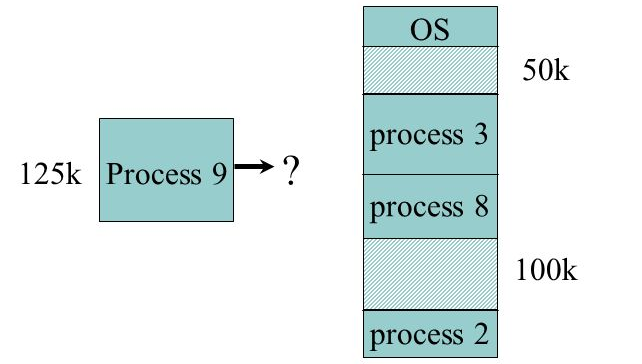 125k
Process 9
?
OS
50k
process 3
process 8
100k
process 2